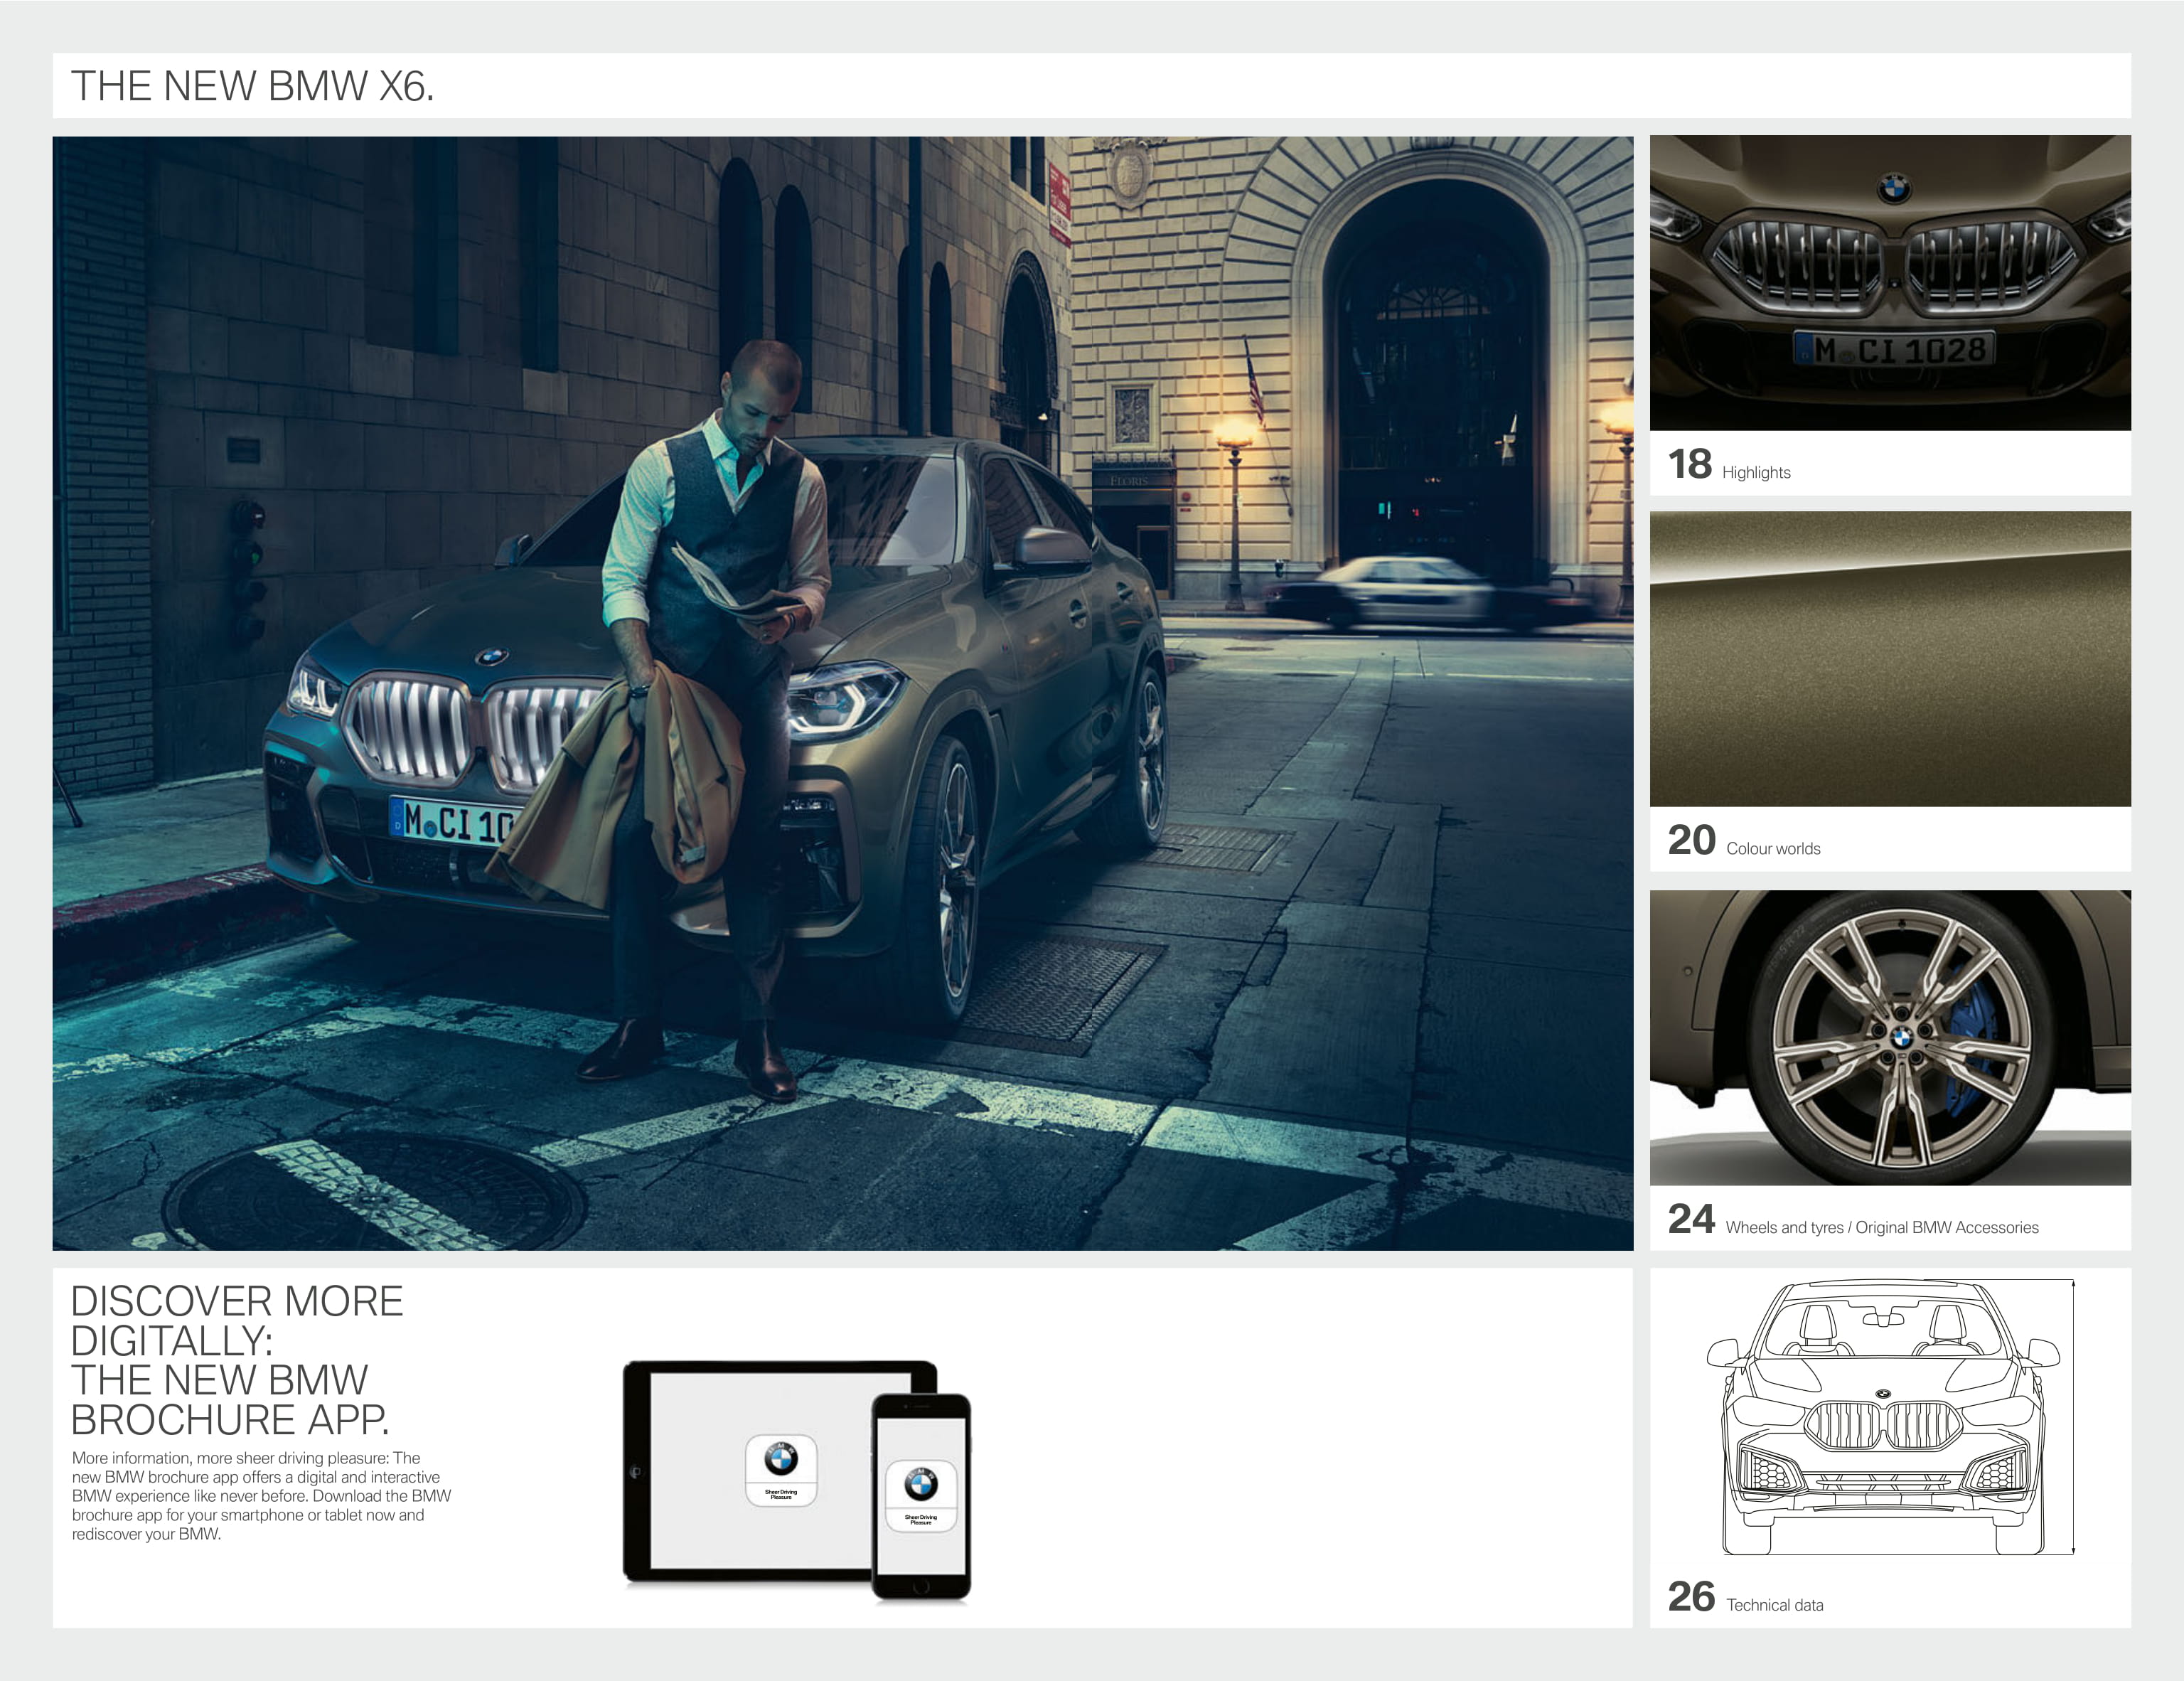 THE NEW BMW X6.
FLORIS
FIRE
M CI 10
M CI 1028
18 Highlights
20 Colour worlds
24 Wheels and tyres / Original BMW Accessories
DISCOVER MORE
DIGITALLY:
THE NEW BMW
BROCHURE APP.
More information, more sheer driving pleasure: The
new BMW brochure app offers a digital and interactive
BMW experience like never before. Download the BMW
brochure app for your smartphone or tablet now and
rediscover your BMW.
Sheer Driving
Pleasure
Sheer Driving
Pleasure
26 Technical data